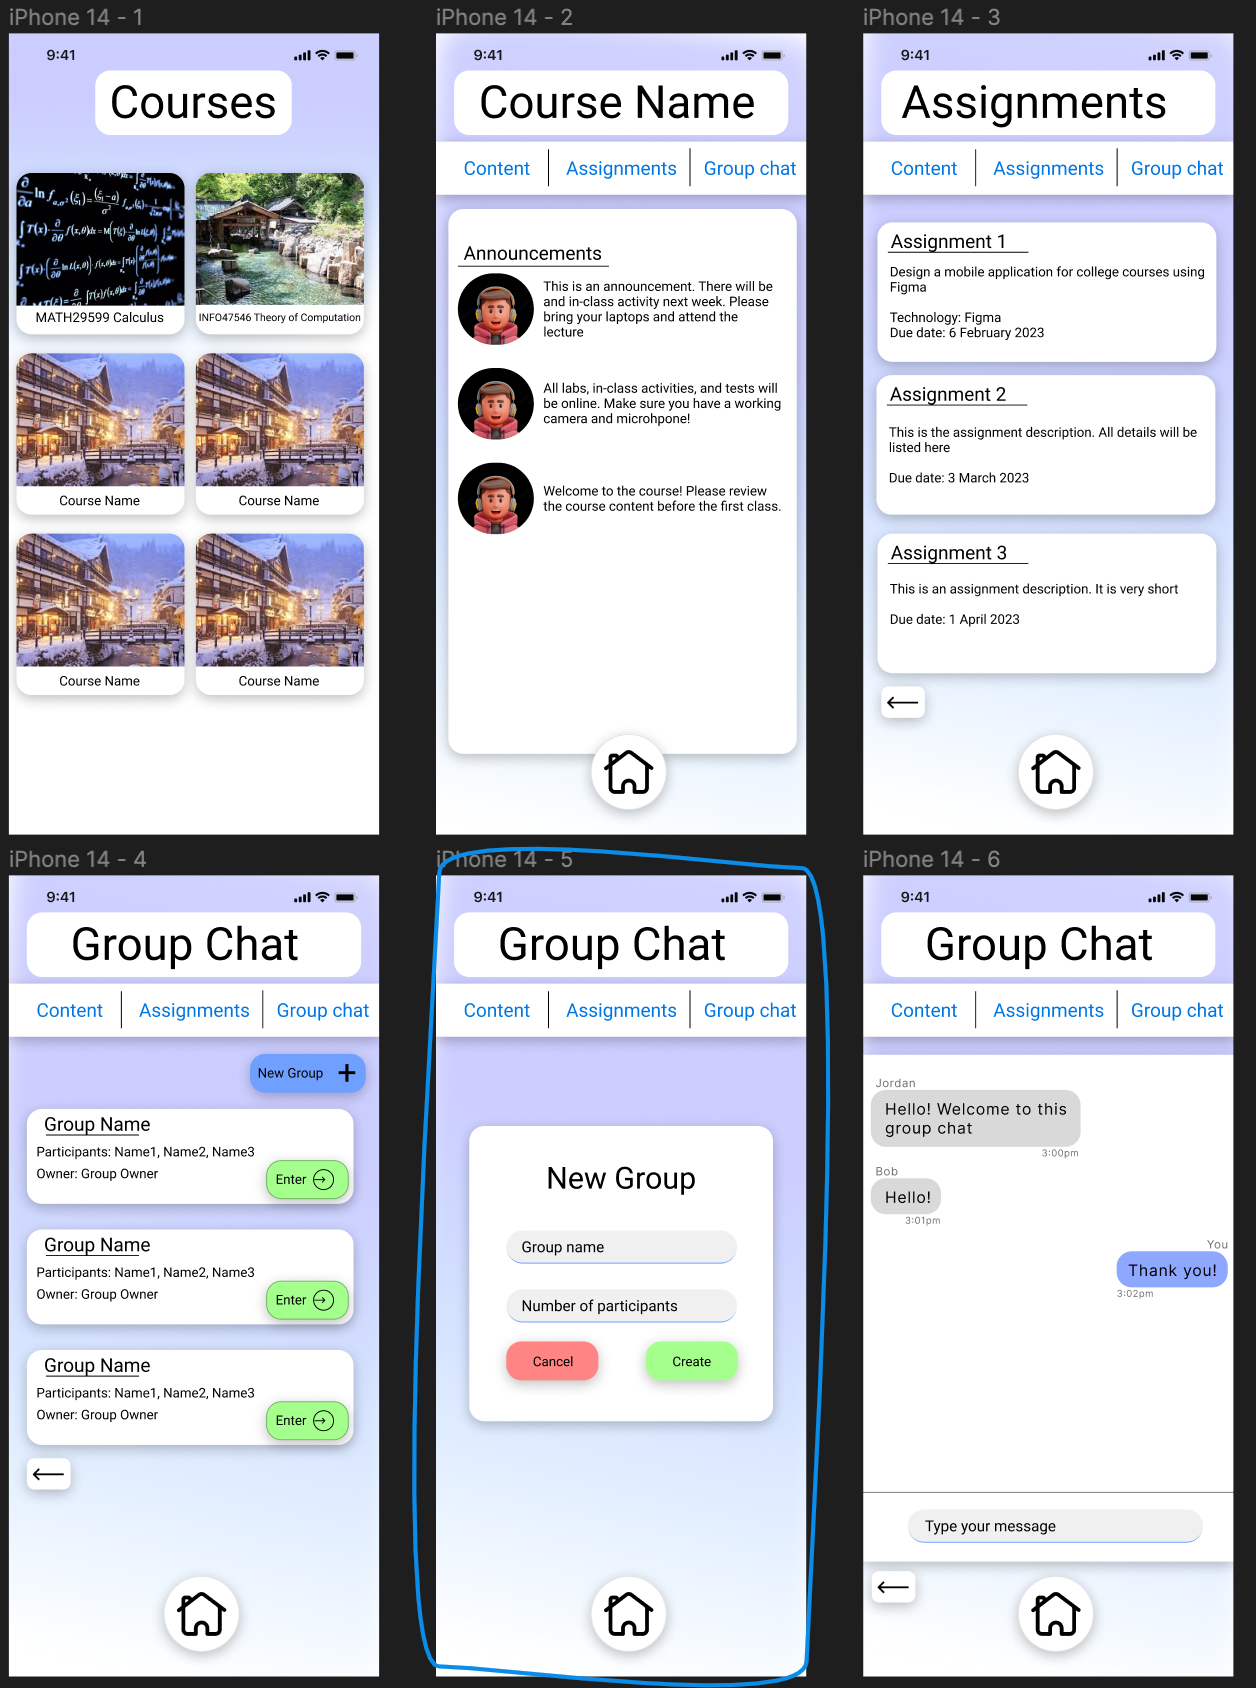 iPhone 14 - 1
9:41
Courses
MATH29599 Calculus
INFO47546 Theory of Computation
Course Name
Course Name
Course Name
Course Name
iPhone 14 - 2
9:41
Course Name
Content
Assignments
Group chat
Announcements
This is an announcement. There will be
and in-class activity next week. Please
bring your laptops and attend the
lecture
All labs, in-class activities, and tests will
be online. Make sure you have a working
camera and microhpone!
Welcome to the course! Please review
the course content before the first class.
iPhone 14 - 3
9:41
Assignments
Content
Assignments
Group chat
Assignment 1
Design a mobile application for college courses using
Figma
Technology: Figma
Due date: 6 February 2023
Assignment 2
This is the assignment description. All details will be
listed here
Due date: 3 March 2023
Assignment 3
This is an assignment description. It is very short
Due date: 1 April 2023
iPhone 14 - 4
9:41
Group Chat
Content
Assignments
Group chat
New Group
Group Name
Participants: Name1, Name2, Name3
Owner: Group Owner
Enter
Group Name
Participants: Name1, Name2, Name3
Owner: Group Owner
Enter
Group Name
Participants: Name1, Name2, Name3
Owner: Group Owner
Enter
iPhone 14 - 5
9:41
Group Chat
Content
Assignments
Group chat
New Group
Group name
Number of participants
Cancel
Create
iPhone 14 - 6
9:41
Group Chat
Content
Assignments
Group chat
Jordan
Hello! Welcome to this
group chat
3:00pm
Bob
Hello!
3:01pm
You
Thank you!
3:02pm
Type your message